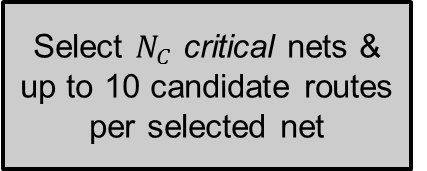 Select N_C critical nets &
up to 10 candidate routes
per selected net